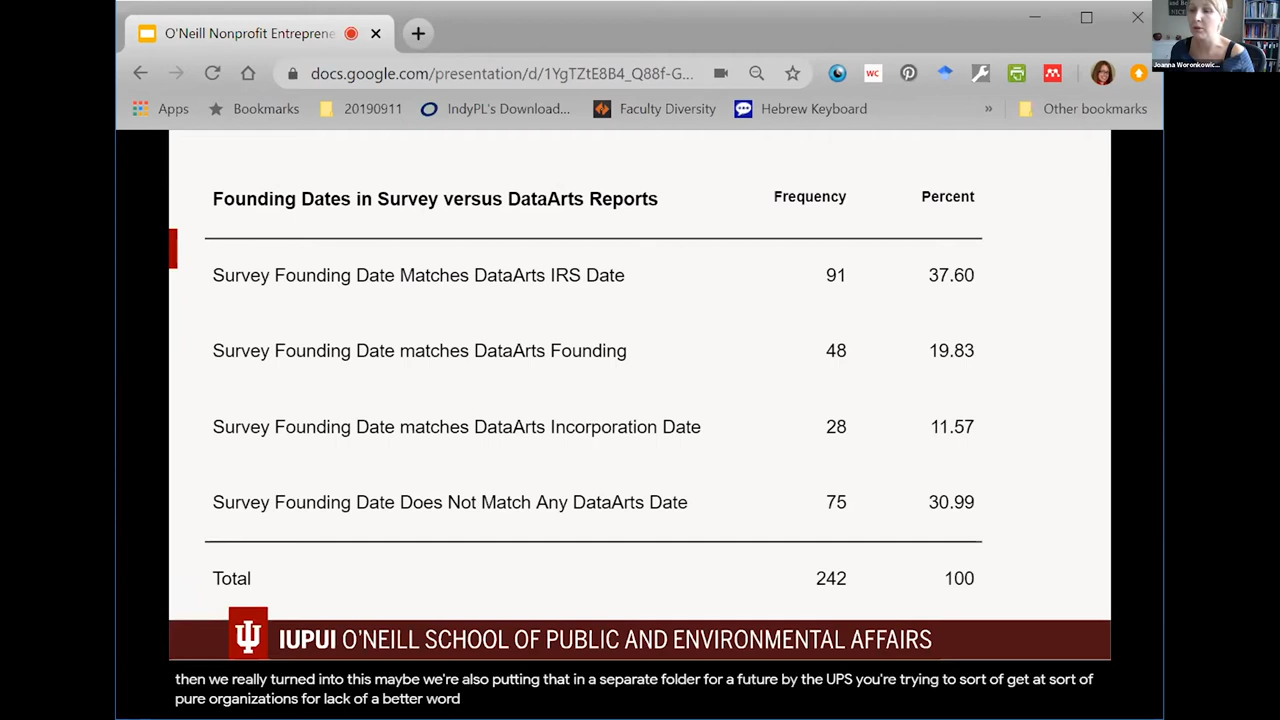 O'Neill Nonprofit Entreprene
docs.google.com/presentation/d/1YgTZtE8B4_Q88f-G...
WC
Apps
Bookmarks
20190911
IndyPL's Download...
Faculty Diversity
Hebrew Keyboard
»
Other bookmarks
Joanna Woronkowic...
Founding Dates in Survey versus DataArts Reports Frequency Percent
Survey Founding Date Matches DataArts IRS Date 91 37.60
Survey Founding Date matches DataArts Founding 48 19.83
Survey Founding Date matches DataArts Incorporation Date 28 11.57
Survey Founding Date Does Not Match Any DataArts Date 75 30.99
Total 242 100
IUPUI O'NEILL SCHOOL OF PUBLIC AND ENVIRONMENTAL AFFAIRS
then we really turned into this maybe we're also putting that in a separate folder for a future by the UPS you're trying to sort of get at sort of
pure organizations for lack of a better word